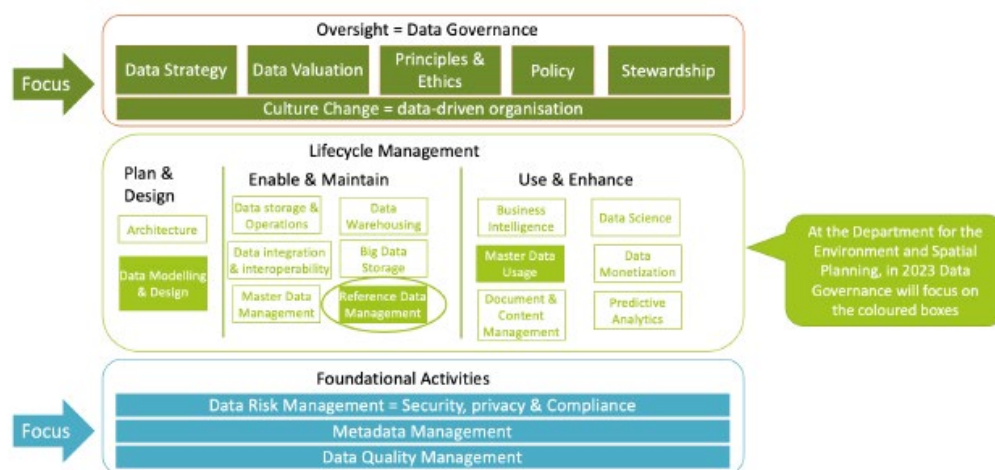 Oversight = Data Governance
Focus
Data Strategy
Data Valuation
Principles &
Ethics
Policy
Stewardship
Culture Change = data-driven organisation
Lifecycle Management
Plan &
Design
Architecture
Data Modelling
& Design
Enable & Maintain
Data storage &
Operations
Data
Warehousing
Data integration
& interoperability
Big Data
Storage
Master Data
Management
Reference Data
Management
Use & Enhance
Business
Intelligence
Data Science
Master Data
Usage
Data
Monetization
Document &
Content
Management
Predictive
Analytics
At the Department for the
Environment and Spatial
Planning, in 2023 Data
Governance will focus on
the coloured boxes
Foundational Activities
Focus
Data Risk Management = Security, privacy & Compliance
Metadata Management
Data Quality Management